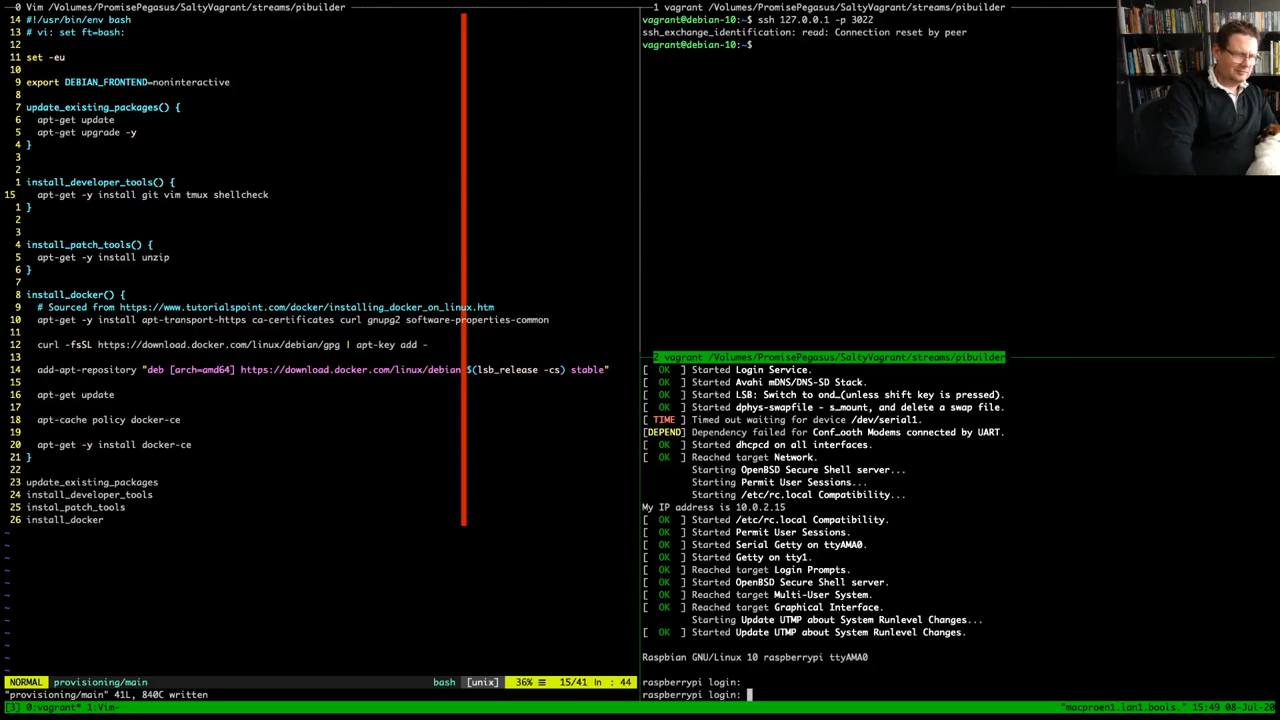 0 Vim /Volumes/PromisePegasus/SaltyVagrant/streams/pibuilder
14 #!/usr/bin/env bash
13 # vi: set ft=bash:
12
11 set -eu
10
9 export DEBIAN_FRONTEND=noninteractive
8
7 update_existing_packages() {
6 apt-get update
5 apt-get upgrade -y
4 }
3
2
1 install_developer_tools() {
15 apt-get -y install git vim tmux shellcheck
1 }
2
3
4 install_patch_tools() {
5 apt-get -y install unzip
6 }
7
8 install_docker() {
9 # Sourced from https://www.tutorialspoint.com/docker/installing_docker_on_linux.htm
10 apt-get -y install apt-transport-https ca-certificates curl gnupg2 software-properties-common
11
12 curl -fsSL https://download.docker.com/linux/debian/gpg | apt-key add -
13
14 add-apt-repository "deb [arch=amd64] https://download.docker.com/linux/debian $(lsb_release -cs) stable"
15
16 apt-get update
17
18 apt-cache policy docker-ce
19
20 apt-get -y install docker-ce
21 }
22
23 update_existing_packages
24 install_developer_tools
25 instal_patch_tools
26 install_docker
~
~
~
~
~
~
~
~
~
~
~
~
NORMAL provisioning/main bash [unix] 36% ☰ 15/41 ln : 44
"provisioning/main" 41L, 840C written
1 vagrant /Volumes/PromisePegasus/SaltyVagrant/streams/pibuilder
vagrant@debian-10:~$ ssh 127.0.0.1 -p 3022
ssh_exchange_identification: read: Connection reset by peer
vagrant@debian-10:~$
2 vagrant /Volumes/PromisePegasus/SaltyVagrant/streams/pibuilder
[ OK ] Started Login Service.
[ OK ] Started Avahi mDNS/DNS-SD Stack.
[ OK ] Started LSB: Switch to ond…(unless shift key is pressed).
[ OK ] Started dphys-swapfile - s…mount, and delete a swap file.
[ TIME ] Timed out waiting for device /dev/serial1.
[DEPEND] Dependency failed for Conf…ooth Modems connected by UART.
[ OK ] Started dhcpcd on all interfaces.
[ OK ] Reached target Network.
Starting OpenBSD Secure Shell server...
Starting Permit User Sessions...
Starting /etc/rc.local Compatibility...
My IP address is 10.0.2.15
[ OK ] Started /etc/rc.local Compatibility.
[ OK ] Started Permit User Sessions.
[ OK ] Started Serial Getty on ttyAMA0.
[ OK ] Started Getty on tty1.
[ OK ] Reached target Login Prompts.
[ OK ] Started OpenBSD Secure Shell server.
[ OK ] Reached target Multi-User System.
[ OK ] Reached target Graphical Interface.
Starting Update UTMP about System Runlevel Changes...
[ OK ] Started Update UTMP about System Runlevel Changes.
Raspbian GNU/Linux 10 raspberrypi ttyAMA0
raspberrypi login:
raspberrypi login:
[3] 0:vagrant* 1:Vim- "macproen1.lan1.bools." 15:49 08-Jul-20